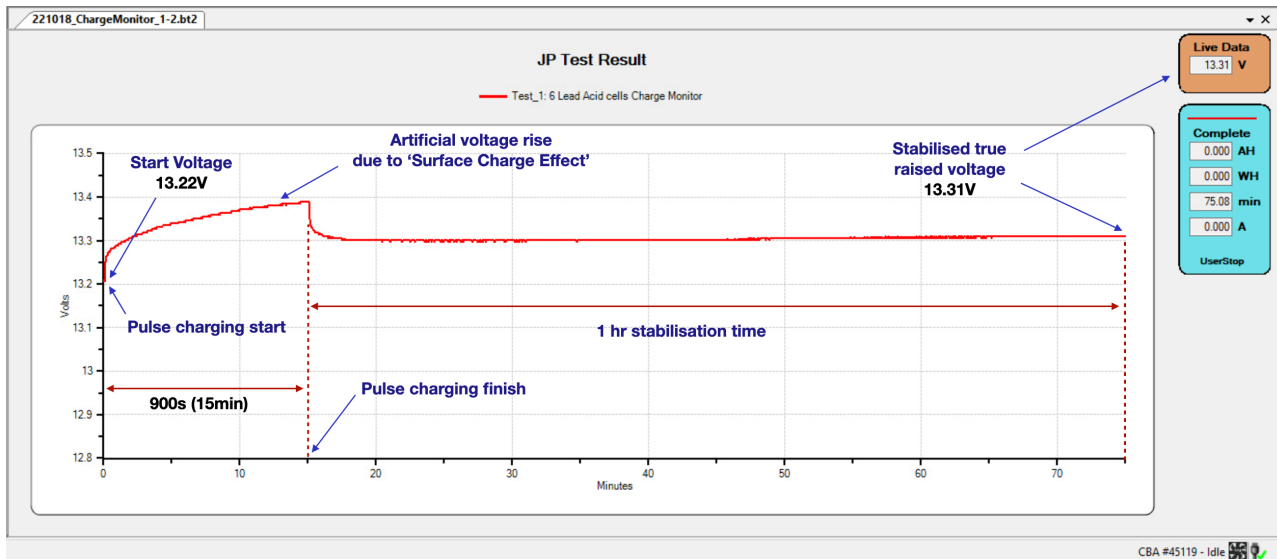 221018_ChargeMonitor_1-2.bt2
JP Test Result
Test_1: 6 Lead Acid cells Charge Monitor
Live Data
13.31 V
Complete
0.000 AH
0.000 WH
75.08 min
0.000 A
UserStop
Start Voltage
13.22V
Artificial voltage rise
due to ‘Surface Charge Effect’
Stabilised true
raised voltage
13.31V
Pulse charging start
1 hr stabilisation time
900s (15min)
Pulse charging finish
Volts
13.5
13.4
13.3
13.2
13.1
13
12.9
12.8
0 10 20 30 40 50 60 70
Minutes
CBA #45119 - Idle